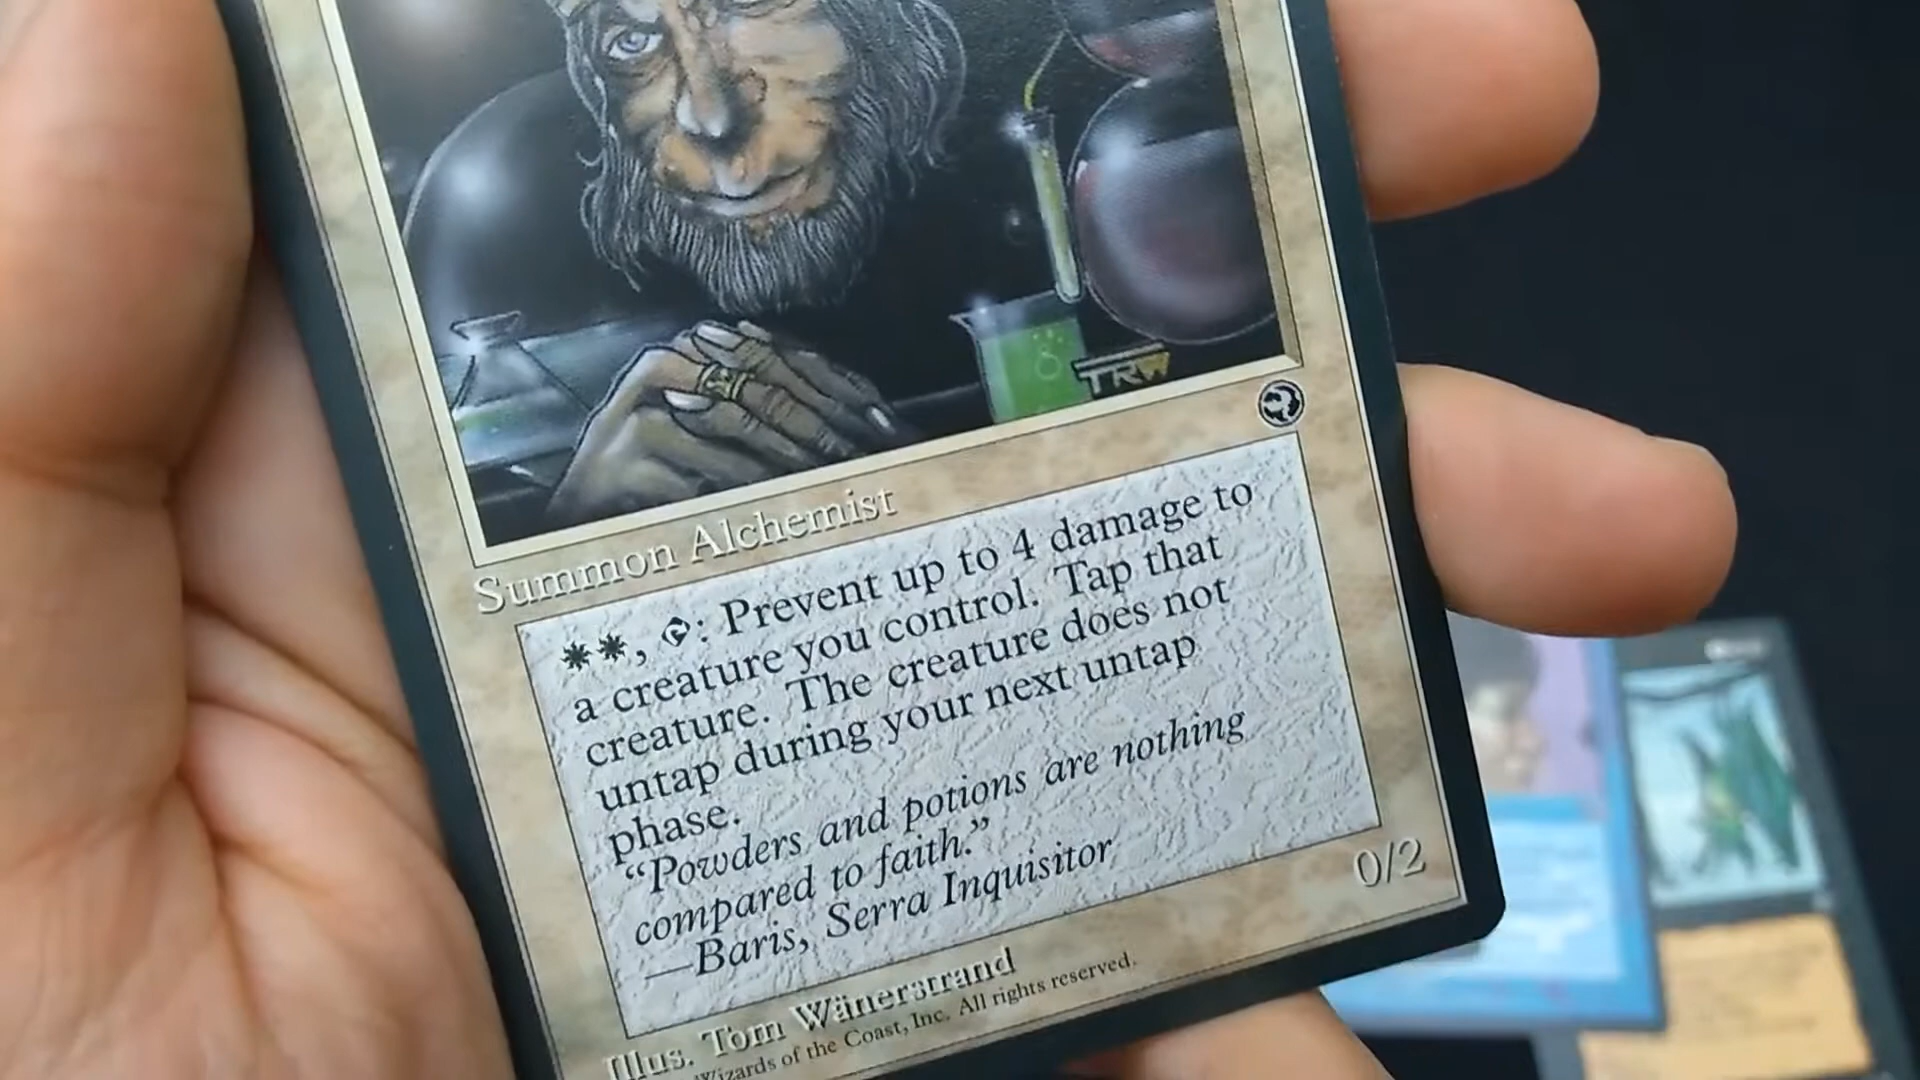 TRW
Summon Alchemist
: Prevent up to 4 damage to
a creature you control. Tap that
creature. The creature does not
untap during your next untap
phase.
“Powders and potions are nothing
compared to faith.”
—Baris, Serra Inquisitor
0/2
Illus. Tom Wänerstrand
Wizards of the Coast, Inc. All rights reserved.